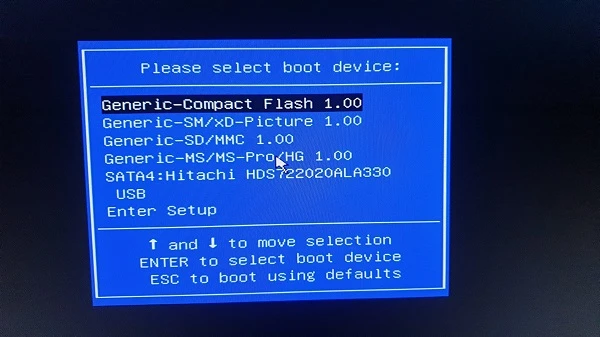 Please select boot device:
Generic-Compact Flash 1.00
Generic-SM/xD-Picture 1.00
Generic-SD/MMC 1.00
Generic-MS/MS-Pro/HG 1.00
SATA4:Hitachi HDS722020ALA330
USB
Enter Setup
↑ and ↓ to move selection
ENTER to select boot device
ESC to boot using defaults